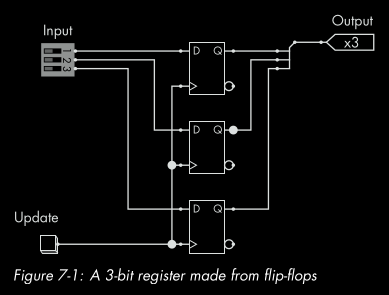 Input
Output
x3
1
2
3
D Q
D Q
D Q
Update
Figure 7-1: A 3-bit register made from flip-flops